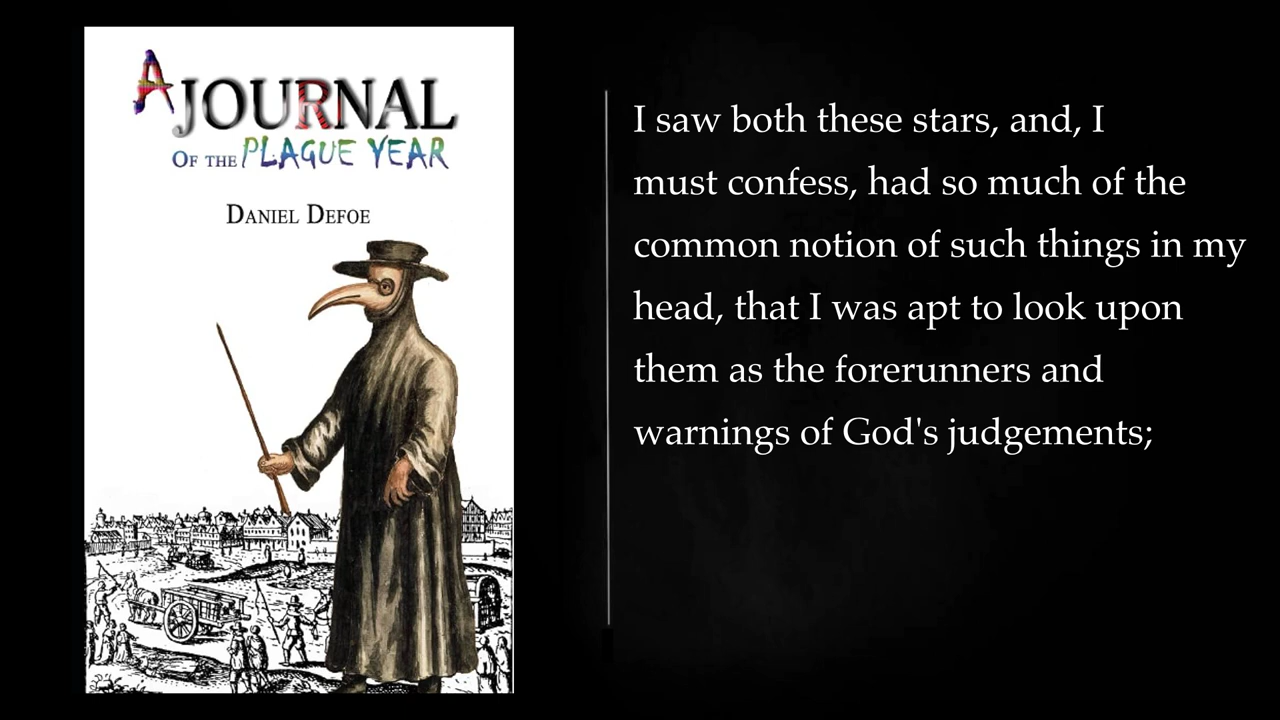 A JOURNAL
OF THE PLAGUE YEAR
DANIEL DEFOE
I saw both these stars, and, I
must confess, had so much of the
common notion of such things in my
head, that I was apt to look upon
them as the forerunners and
warnings of God's judgements;